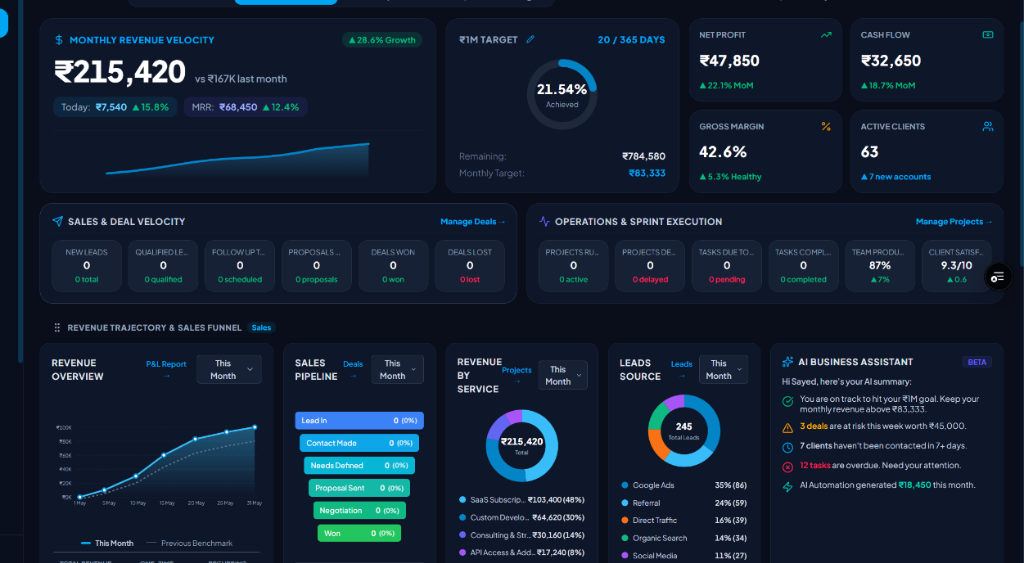 MONTHLY REVENUE VELOCITY
▲28.6% Growth
₹215,420 vs ₹167K last month
Today: ₹7,540 ▲15.8%
MRR: ₹68,450 ▲12.4%
₹1M TARGET
20 / 365 DAYS
21.54%
Achieved
Remaining: ₹784,580
Monthly Target: ₹83,333
NET PROFIT
₹47,850
▲22.1% MoM
CASH FLOW
₹32,650
▲18.7% MoM
GROSS MARGIN
42.6%
▲5.3% Healthy
ACTIVE CLIENTS
63
▲7 new accounts
SALES & DEAL VELOCITY
Manage Deals →
NEW LEADS
0
0 total
QUALIFIED LE...
0
0 qualified
FOLLOW UP T...
0
0 scheduled
PROPOSALS ...
0
0 proposals
DEALS WON
0
0 won
DEALS LOST
0
0 lost
OPERATIONS & SPRINT EXECUTION
Manage Projects →
PROJECTS RU...
0
0 active
PROJECTS DE...
0
0 delayed
TASKS DUE TO...
0
0 pending
TASKS COMPL...
0
0 completed
TEAM PRODU...
87%
▲7%
CLIENT SATISF...
9.3/10
▲0.6
REVENUE TRAJECTORY & SALES FUNNEL Sales
REVENUE
OVERVIEW
P&L Report
→
This
Month
₹100K
₹80K
₹60K
₹40K
₹20K
₹0K
1 May
5 May
10 May
15 May
20 May
25 May
31 May
This Month
Previous Benchmark
SALES
PIPELINE
Deals
→
This
Month
Lead in 0 (0%)
Contact Made 0 (0%)
Needs Defined 0 (0%)
Proposal Sent 0 (0%)
Negotiation 0 (0%)
Won 0 (0%)
REVENUE
BY
SERVICE
Projects
→
This
Month
₹215,420
Total
SaaS Subscrip... ₹103,400 (48%)
Custom Develo... ₹64,620 (30%)
Consulting & Str... ₹30,160 (14%)
API Access & Add... ₹17,240 (8%)
LEADS
SOURCE
Leads
→
This
Month
245
Total Leads
Google Ads 35% (86)
Referral 24% (59)
Direct Traffic 16% (39)
Organic Search 14% (34)
Social Media 11% (27)
AI BUSINESS ASSISTANT
BETA
Hi Sayed, here's your AI summary:
You are on track to hit your ₹1M goal. Keep your
monthly revenue above ₹83,333.
3 deals are at risk this week worth ₹45,000.
7 clients haven't been contacted in 7+ days.
12 tasks are overdue. Need your attention.
AI Automation generated ₹18,450 this month.